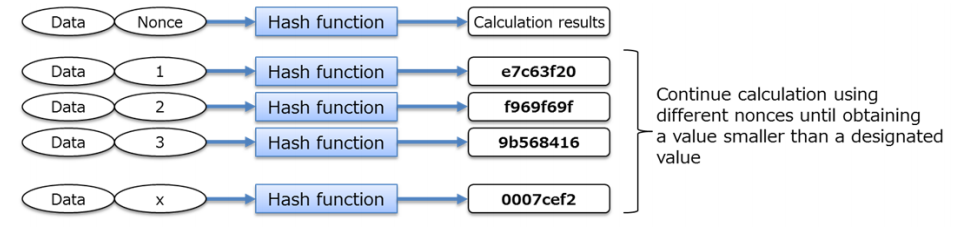 Data Nonce Hash function Calculation results
Data 1 Hash function e7c63f20
Data 2 Hash function f969f69f
Data 3 Hash function 9b568416
Data x Hash function 0007cef2
Continue calculation using
different nonces until obtaining
a value smaller than a designated
value